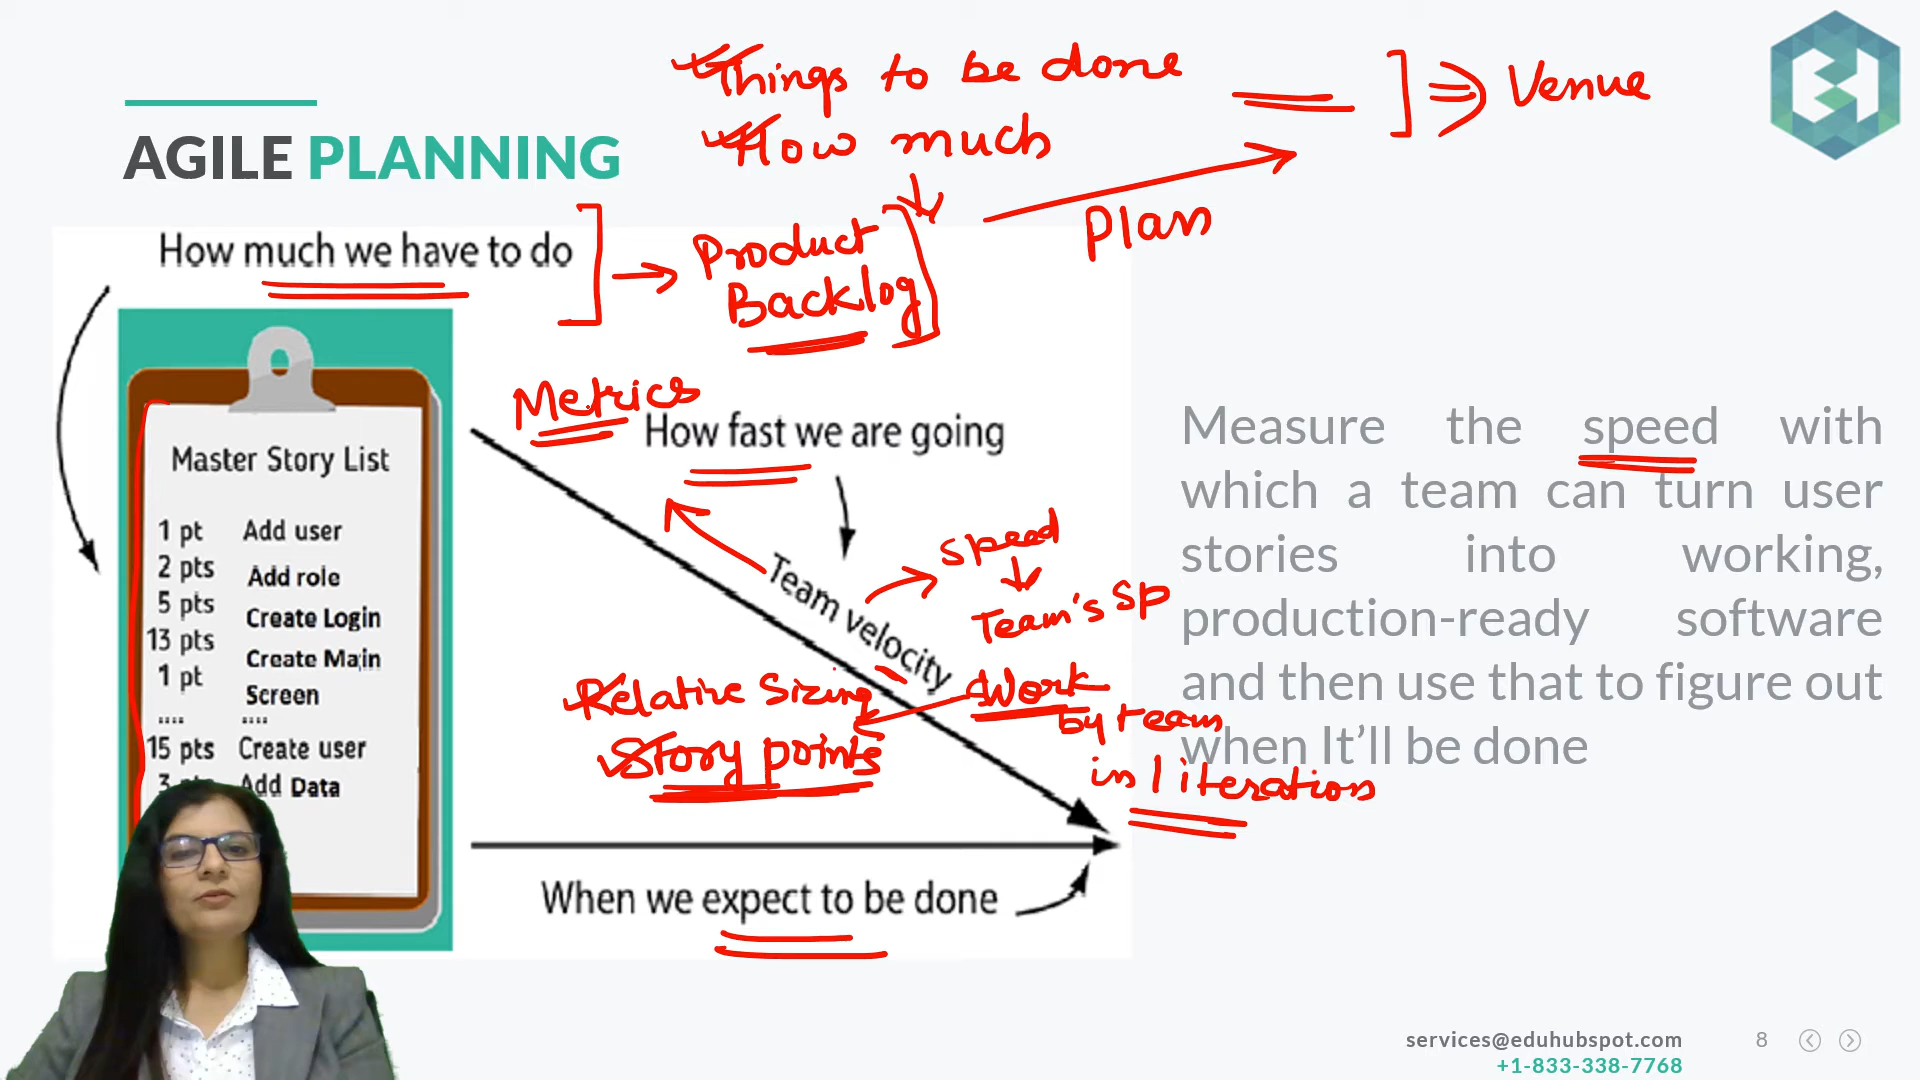 Things to be done
How much
Venue
AGILE PLANNING
Plan
How much we have to do
Product
Backlog
Metrics
How fast we are going
Master Story List
1 pt Add user
2 pts Add role
5 pts Create Login
13 pts Create Main
1 pt Screen
.... ....
15 pts Create user
Add Data
Team velocity
Speed
Team's SP
Work
by team
in 1 iteration
Relative Sizing
Story points
When we expect to be done
Measure the speed with
which a team can turn user
stories into working,
production-ready software
and then use that to figure out
when It'll be done
services@eduhubspot.com 8
+1-833-338-7768